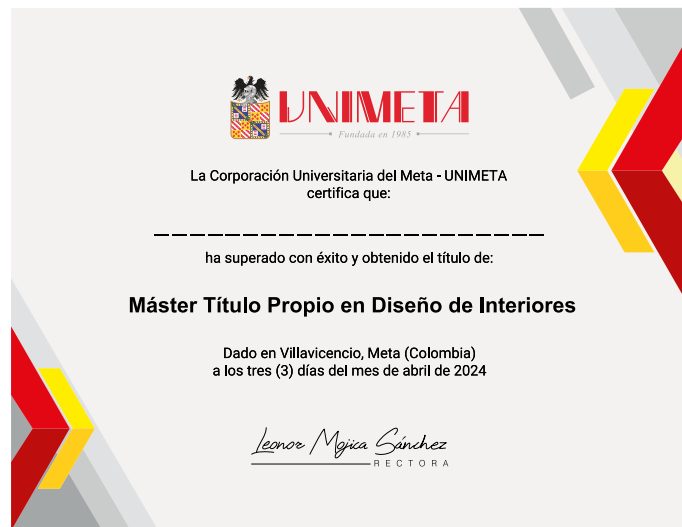 UNIMETA
Fundada en 1985
La Corporación Universitaria del Meta - UNIMETA
certifica que:
ha superado con éxito y obtenido el título de:
Máster Título Propio en Diseño de Interiores
Dado en Villavicencio, Meta (Colombia)
a los tres (3) días del mes de abril de 2024
Leonor Mojica Sánchez
RECTORA